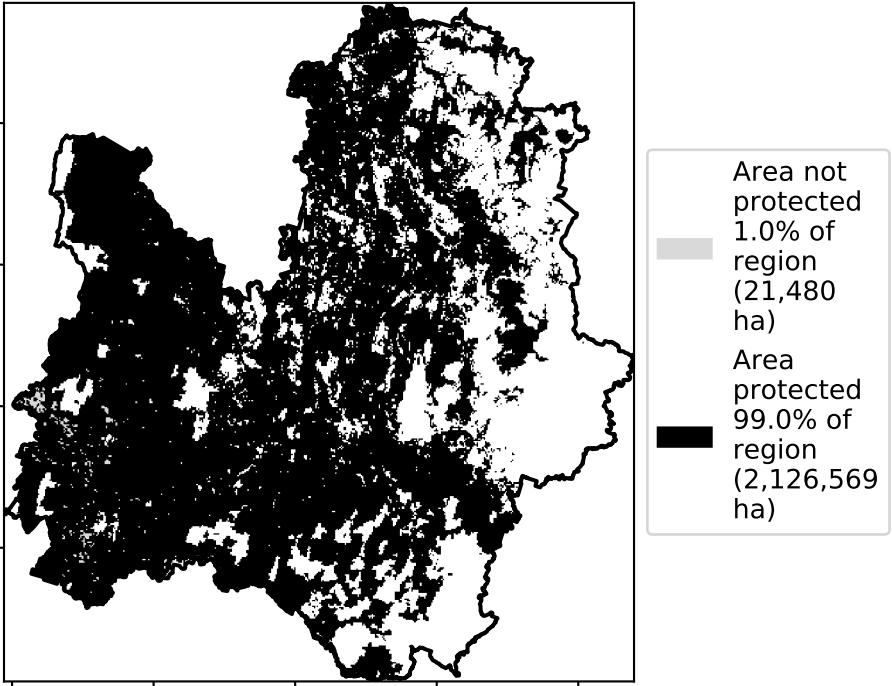 Area not
protected
1.0% of
region
(21,480
ha)
Area
protected
99.0% of
region
(2,126,569
ha)